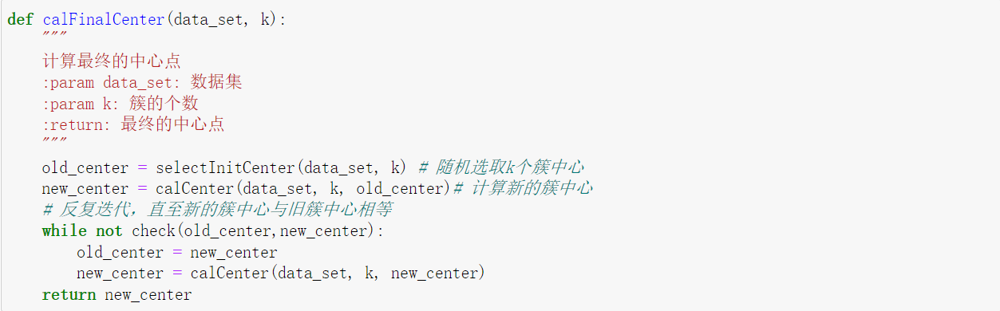 def calFinalCenter(data_set, k):
    """
    计算最终的中心点
    :param data_set: 数据集
    :param k: 簇的个数
    :return: 最终的中心点
    """
    old_center = selectInitCenter(data_set, k) # 随机选取k个簇中心
    new_center = calCenter(data_set, k, old_center)# 计算新的簇中心
    # 反复迭代，直至新的簇中心与旧簇中心相等
    while not check(old_center,new_center):
        old_center = new_center
        new_center = calCenter(data_set, k, new_center)
    return new_center